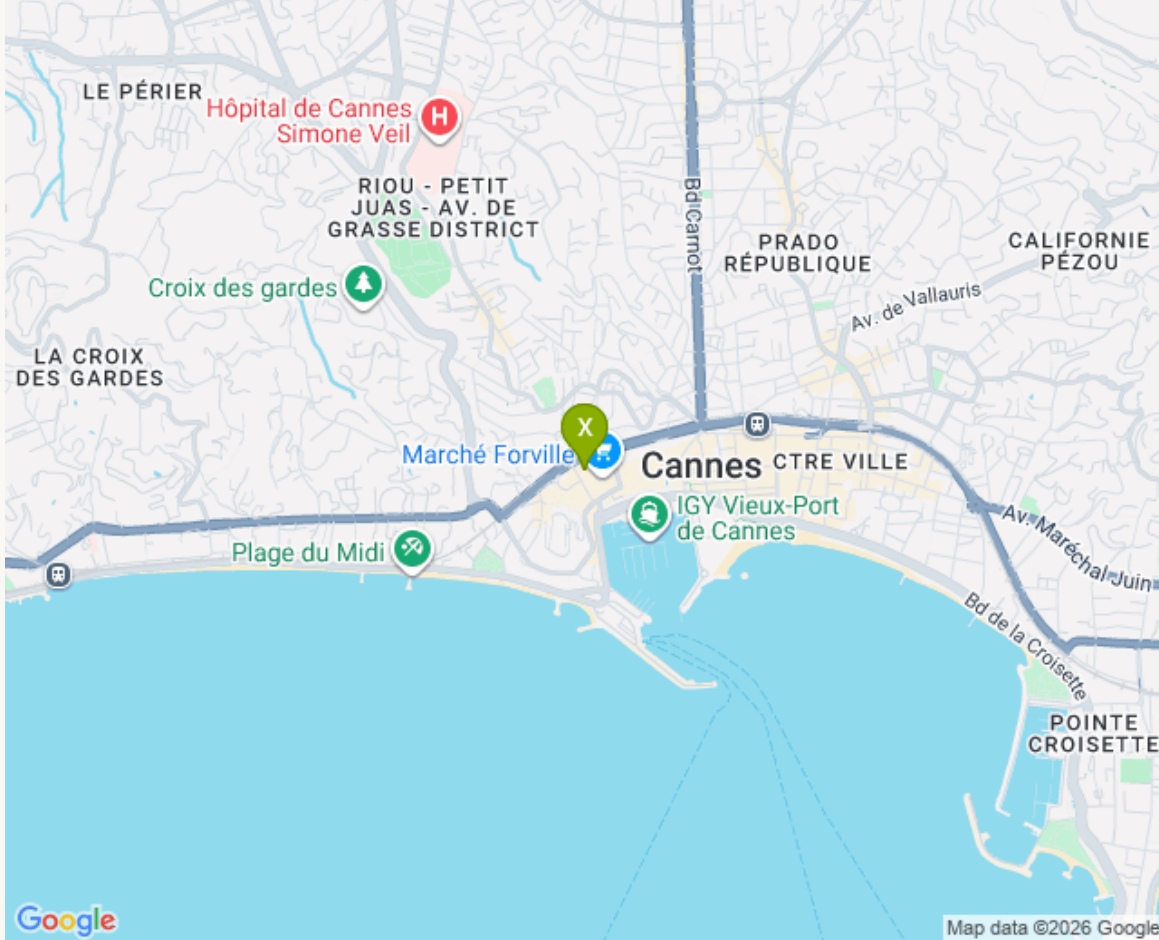 LE PÉRIER
Hôpital de Cannes
Simone Veil
H
RIOU - PETIT
JUAS - AV. DE
GRASSE DISTRICT
Bd Carnot
PRADO
RÉPUBLIQUE
CALIFORNIE
PÉZOU
Croix des gardes
Av. de Vallauris
LA CROIX
DES GARDES
X
Marché Forville
Cannes
CTRE VILLE
IGY Vieux-Port
de Cannes
Plage du Midi
Av. Maréchal Juin
Bd de la Croisette
POINTE
CROISETTE
Google
Map data ©2026 Google